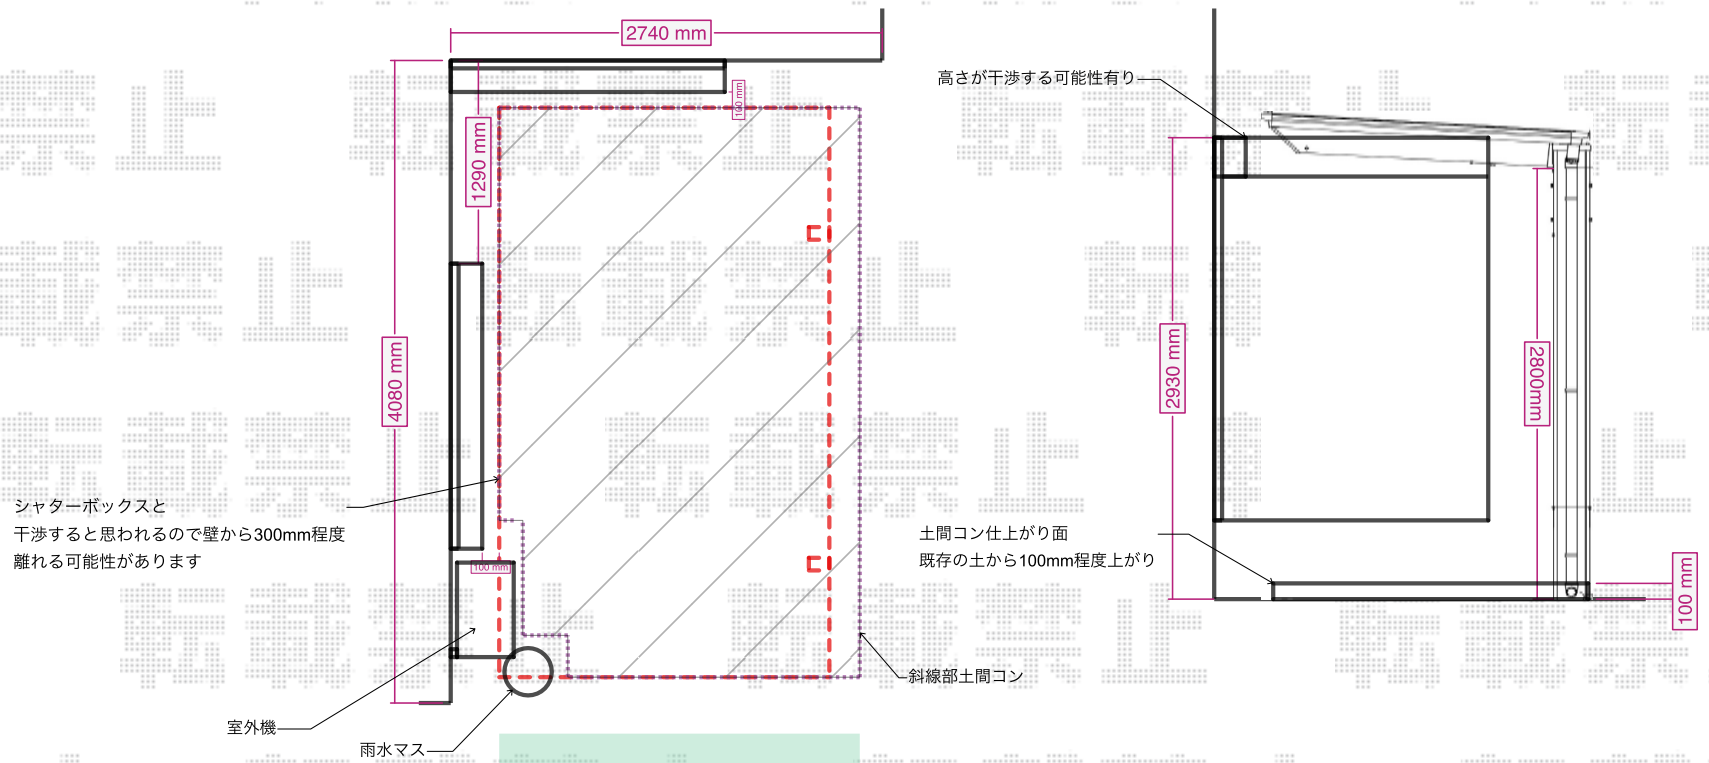 2740 mm
高さが干渉する可能性有り
100 mm
1290 mm
4080 mm
2930 mm
2800mm
シャターボックスと
干渉すると思われるので壁から300mm程度
離れる可能性があります
土間コン仕上がり面
既存の土から100mm程度上がり
100 mm
100 mm
斜線部土間コン
室外機
雨水マス
転載禁止